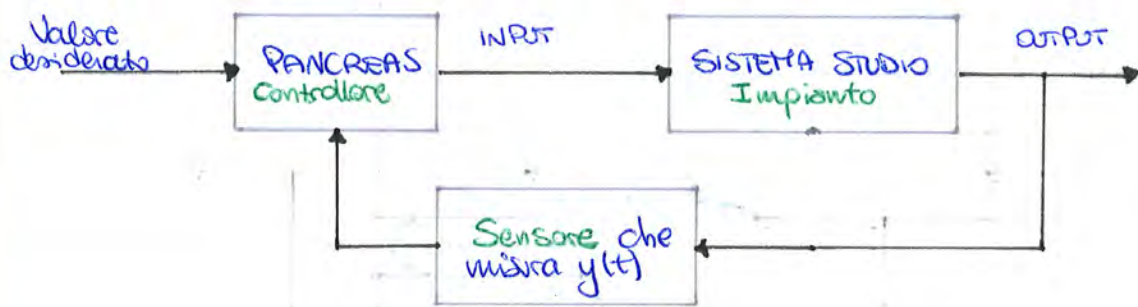 Valore
desiderato
PANCREAS
Controllore
INPUT
SISTEMA STUDIO
Impianto
OUTPUT
Sensore che
misura y(t)